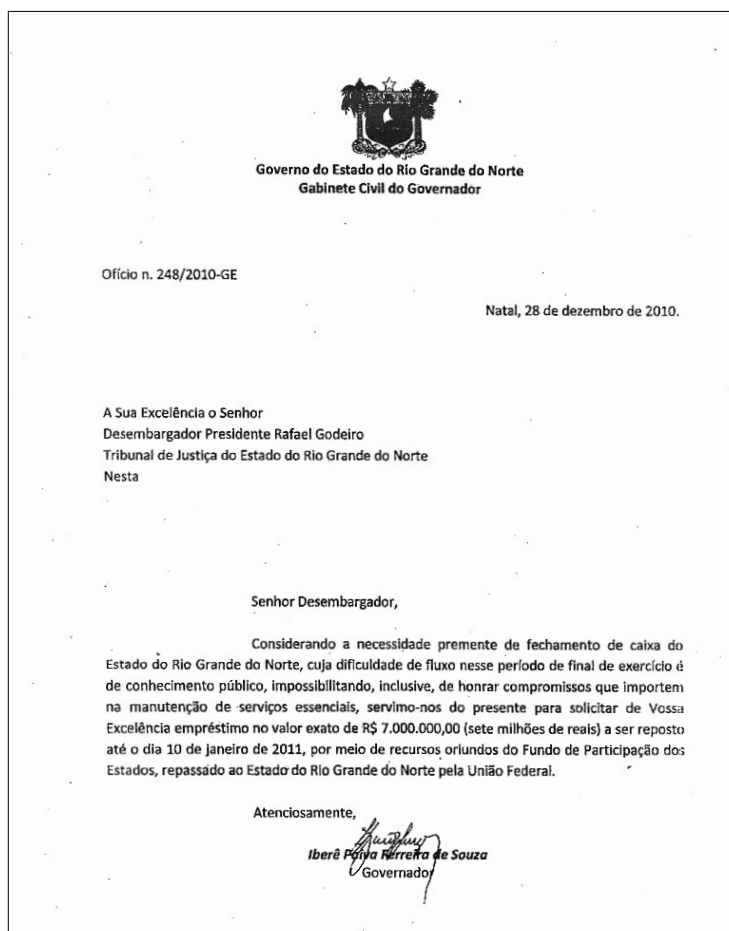 Governo do Estado do Rio Grande do Norte
Gabinete Civil do Governador
Ofício n. 248/2010-GE
Natal, 28 de dezembro de 2010.
A Sua Excelência o Senhor
Desembargador Presidente Rafael Godeiro
Tribunal de Justiça do Estado do Rio Grande do Norte
Nesta
Senhor Desembargador,
Considerando a necessidade premente de fechamento de caixa do
Estado do Rio Grande do Norte, cuja dificuldade de fluxo nesse período de final de exercício é
de conhecimento público, impossibilitando, inclusive, de honrar compromissos que importem
na manutenção de serviços essenciais, servimo-nos do presente para solicitar de Vossa
Excelência empréstimo no valor exato de R$ 7.000.000,00 (sete milhões de reais) a ser reposto
até o dia 10 de janeiro de 2011, por meio de recursos oriundos do Fundo de Participação dos
Estados, repassado ao Estado do Rio Grande do Norte pela União Federal.
Atenciosamente,
Iberê Paiva Ferreira de Souza
Governador